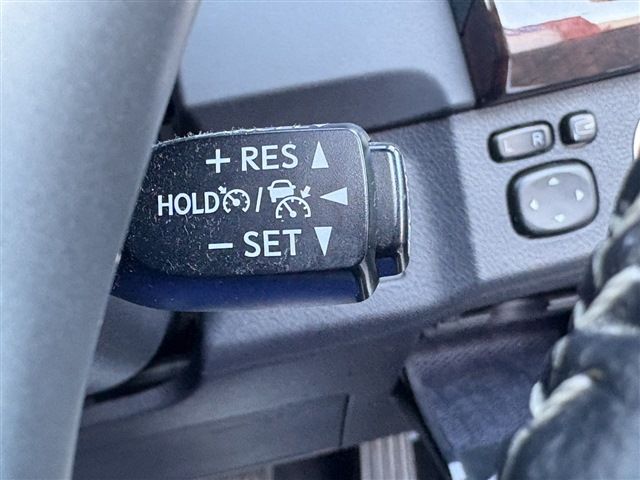 + RES ▲
HOLD / ◀
− SET ▼
L R